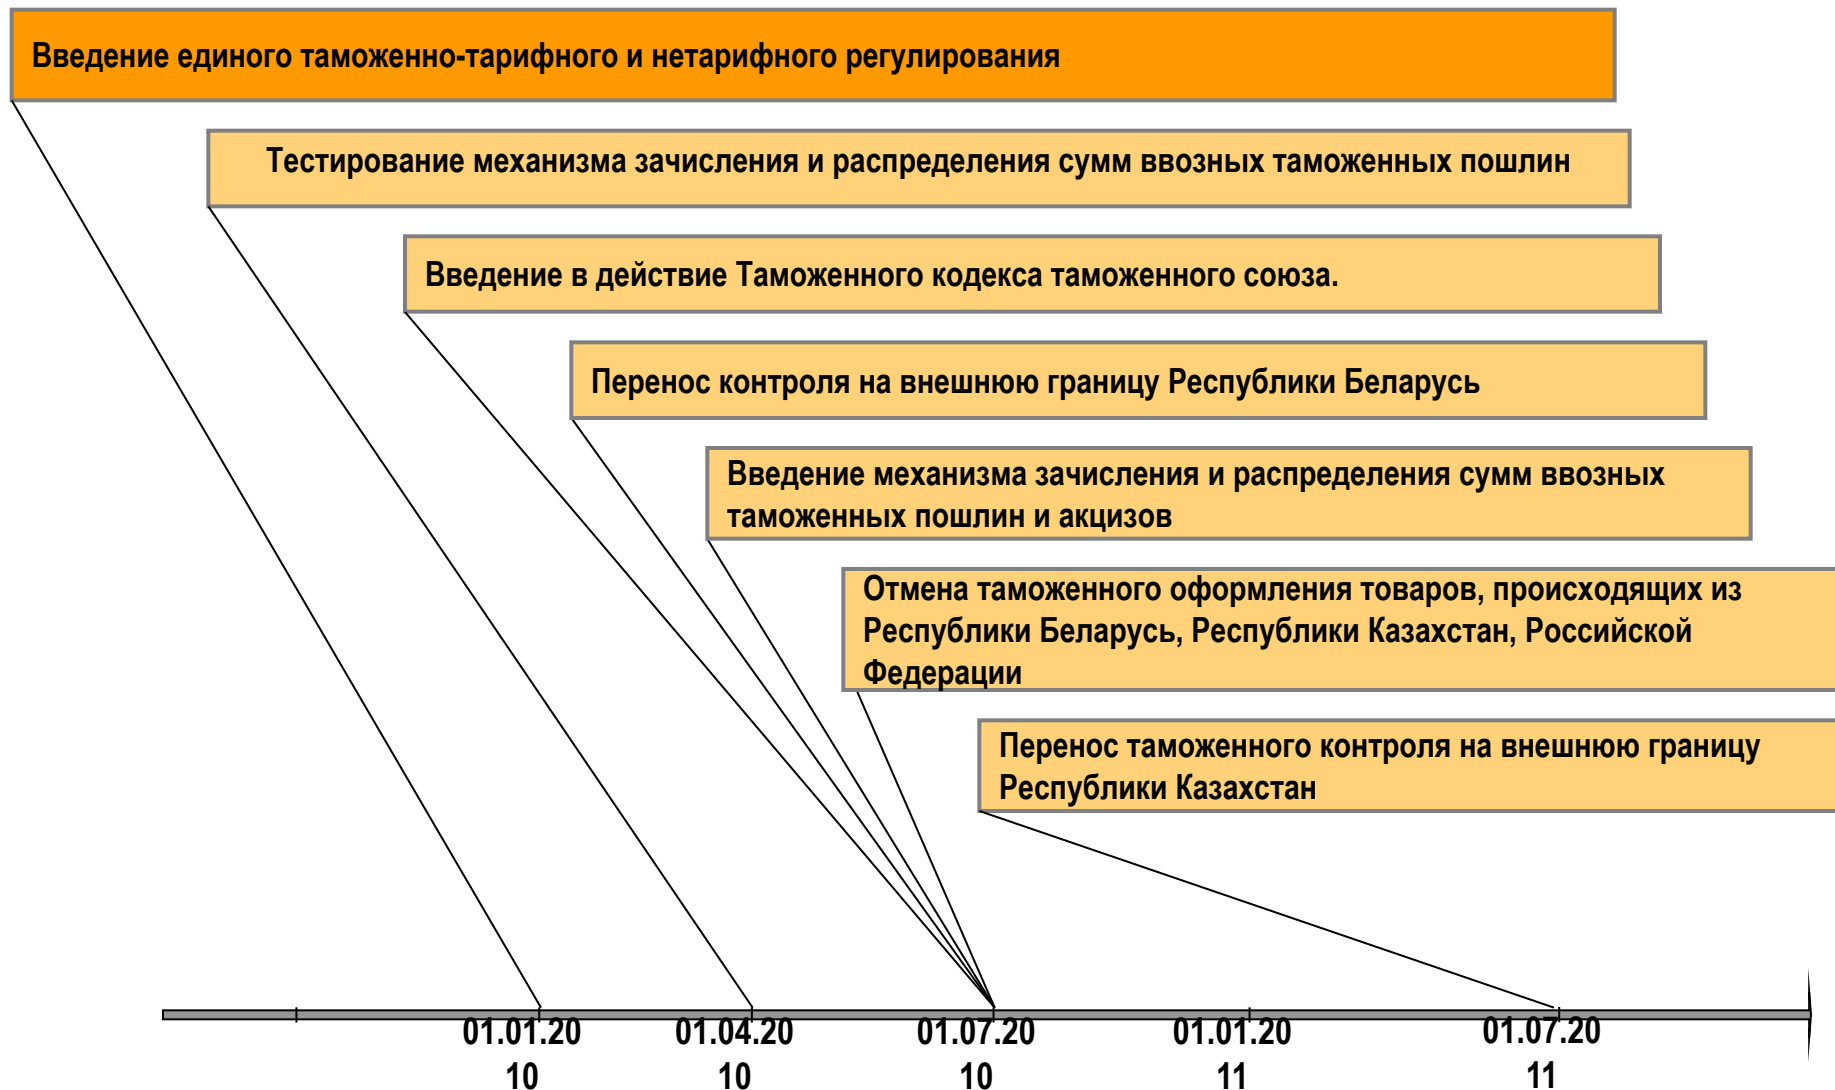 Введение единого таможенно-тарифного и нетарифного регулирования
Тестирование механизма зачисления и распределения сумм ввозных таможенных пошлин
Введение в действие Таможенного кодекса таможенного союза.
Перенос контроля на внешнюю границу Республики Беларусь
Введение механизма зачисления и распределения сумм ввозных
таможенных пошлин и акцизов
Отмена таможенного оформления товаров, происходящих из
Республики Беларусь, Республики Казахстан, Российской
Федерации
Перенос таможенного контроля на внешнюю границу
Республики Казахстан
01.01.20
10
01.04.20
10
01.07.20
10
01.01.20
11
01.07.20
11